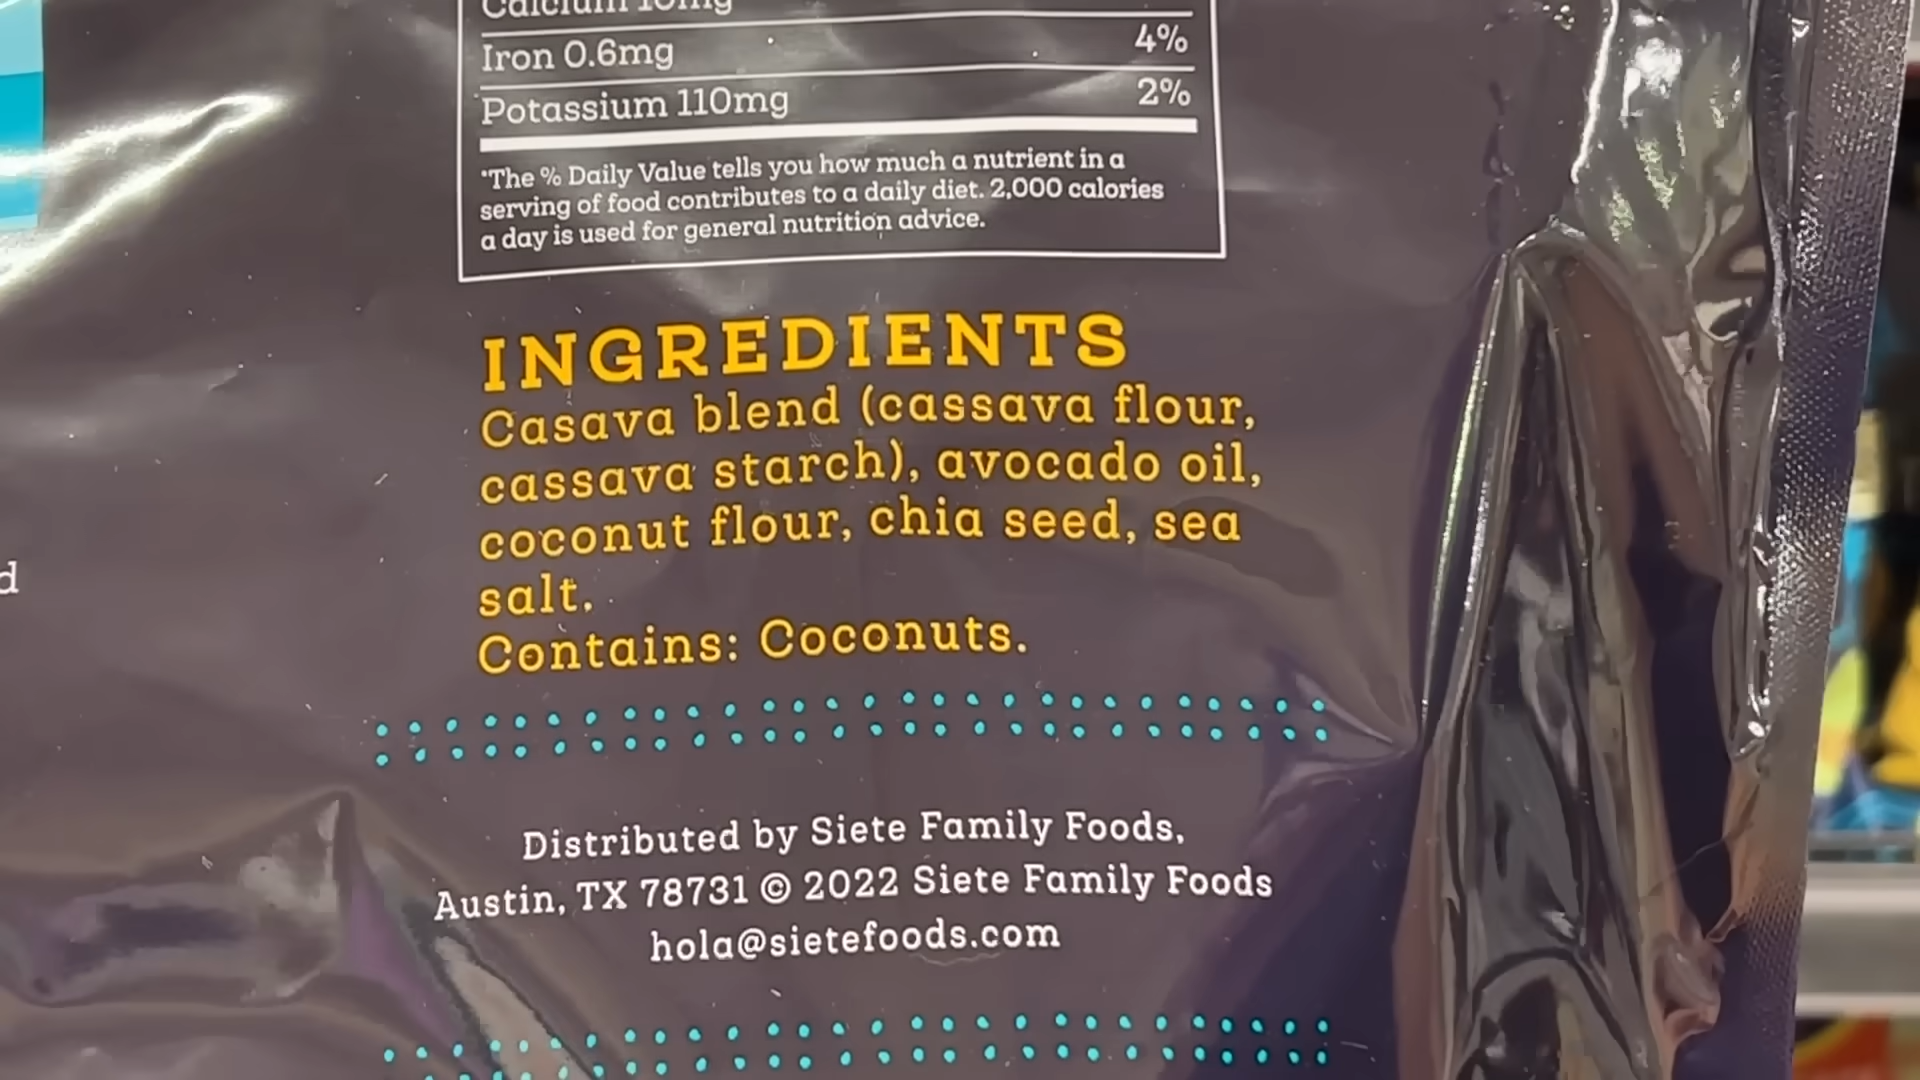 Calcium 10mg
Iron 0.6mg 4%
Potassium 110mg 2%
*The % Daily Value tells you how much a nutrient in a
serving of food contributes to a daily diet. 2,000 calories
a day is used for general nutrition advice.
INGREDIENTS
Casava blend (cassava flour,
cassava starch), avocado oil,
coconut flour, chia seed, sea
salt.
Contains: Coconuts.
d
Distributed by Siete Family Foods,
Austin, TX 78731 © 2022 Siete Family Foods
hola@sietefoods.com